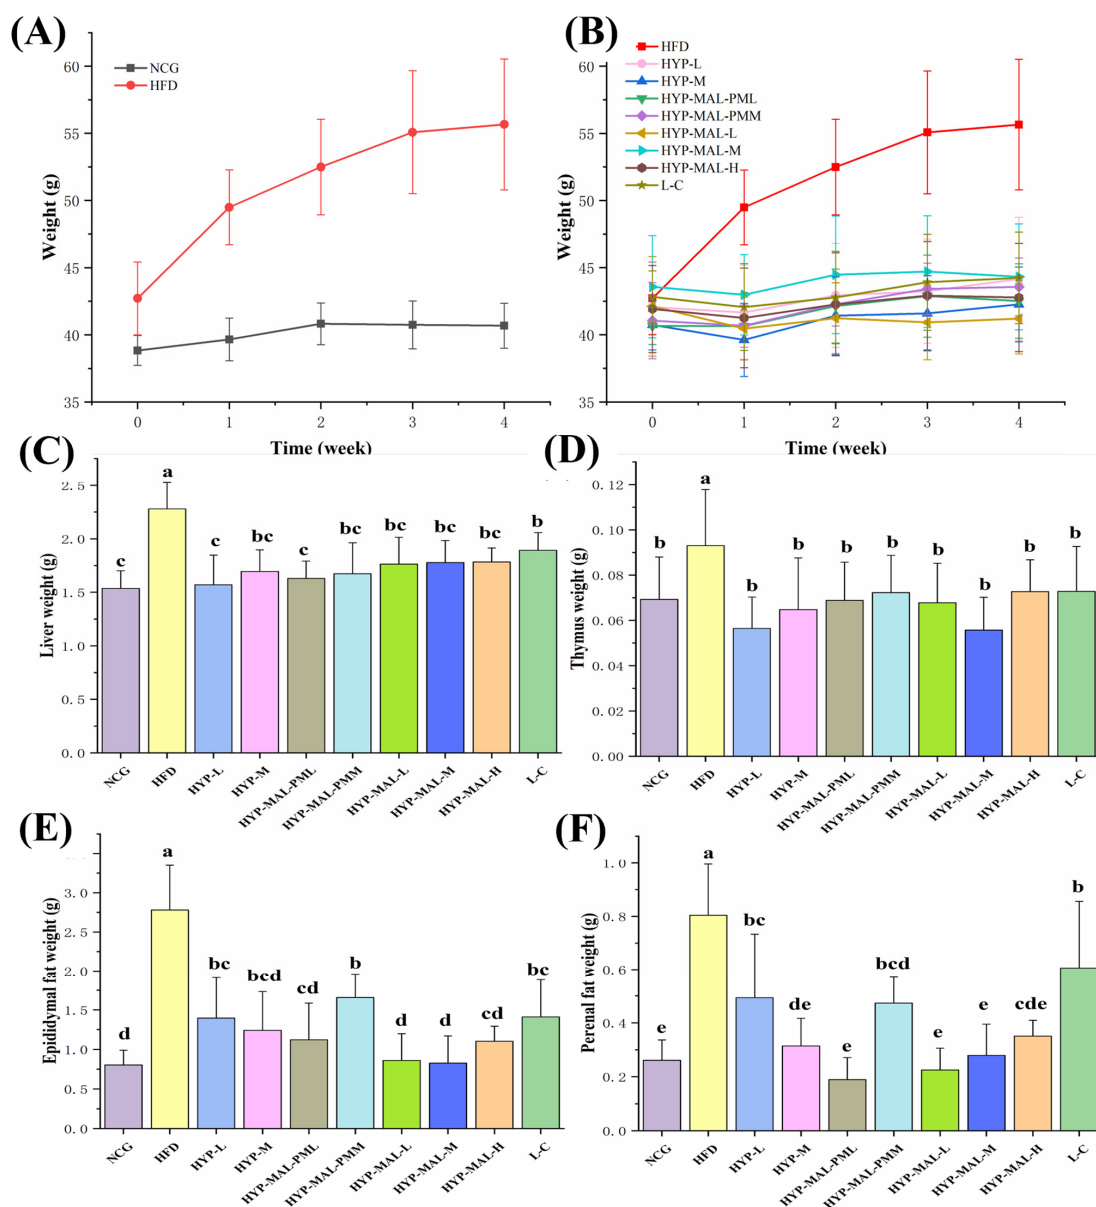 (A)
NCG
HFD
Weight (g)
60
55
50
45
40
35
0 1 2 3 4
Time (week)
(B)
HFD
HYP-L
HYP-M
HYP-MAL-PML
HYP-MAL-PMM
HYP-MAL-L
HYP-MAL-M
HYP-MAL-H
L-C
Weight (g)
60
55
50
45
40
35
0 1 2 3 4
Time (week)
(C)
Liver weight (g)
2.5
2.0
1.5
1.0
0.5
0.0
c a c bc c bc bc bc bc b
NCG HFD HYP-L HYP-M HYP-MAL-PML HYP-MAL-PMM HYP-MAL-L HYP-MAL-M HYP-MAL-H L-C
(D)
Thymus weight (g)
0.12
0.10
0.08
0.06
0.04
0.02
0.00
b a b b b b b b b b
NCG HFD HYP-L HYP-M HYP-MAL-PML HYP-MAL-PMM HYP-MAL-L HYP-MAL-M HYP-MAL-H L-C
(E)
Epididymal fat weight (g)
3.0
2.5
2.0
1.5
1.0
0.5
0.0
d a bc bcd cd b d d cd bc
NCG HFD HYP-L HYP-M HYP-MAL-PML HYP-MAL-PMM HYP-MAL-L HYP-MAL-M HYP-MAL-H L-C
(F)
Perenal fat weight (g)
1.0
0.8
0.6
0.4
0.2
0.0
e a bc de e bcd e e cde b
NCG HFD HYP-L HYP-M HYP-MAL-PML HYP-MAL-PMM HYP-MAL-L HYP-MAL-M HYP-MAL-H L-C